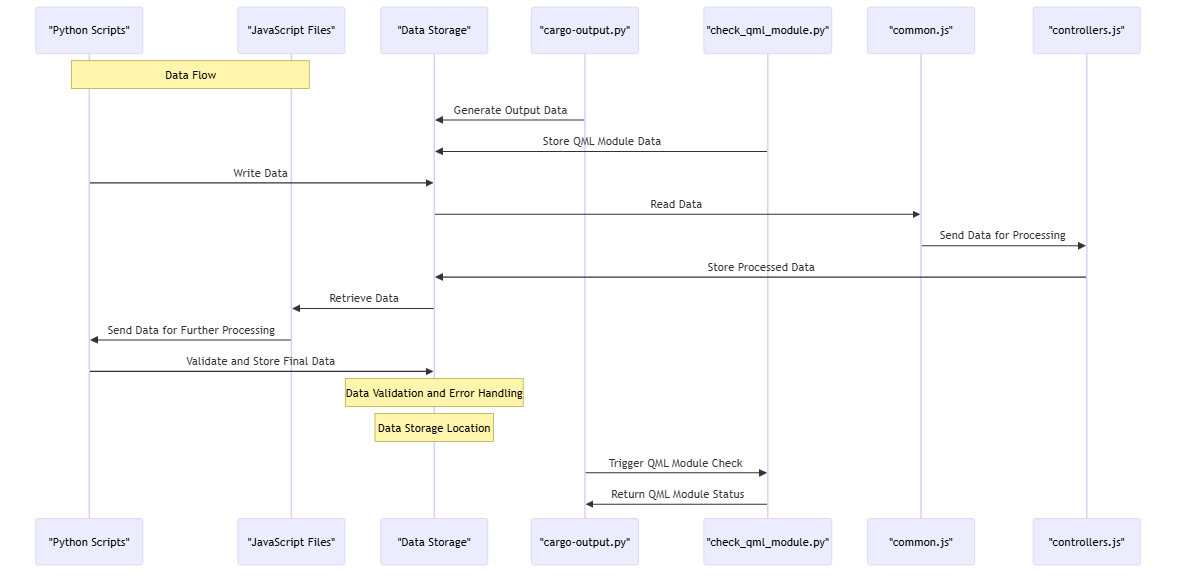 "Python Scripts"
"JavaScript Files"
"Data Storage"
"cargo-output.py"
"check_qml_module.py"
"common.js"
"controllers.js"
Data Flow
Generate Output Data
Store QML Module Data
Write Data
Read Data
Send Data for Processing
Store Processed Data
Retrieve Data
Send Data for Further Processing
Validate and Store Final Data
Data Validation and Error Handling
Data Storage Location
Trigger QML Module Check
Return QML Module Status
"Python Scripts"
"JavaScript Files"
"Data Storage"
"cargo-output.py"
"check_qml_module.py"
"common.js"
"controllers.js"